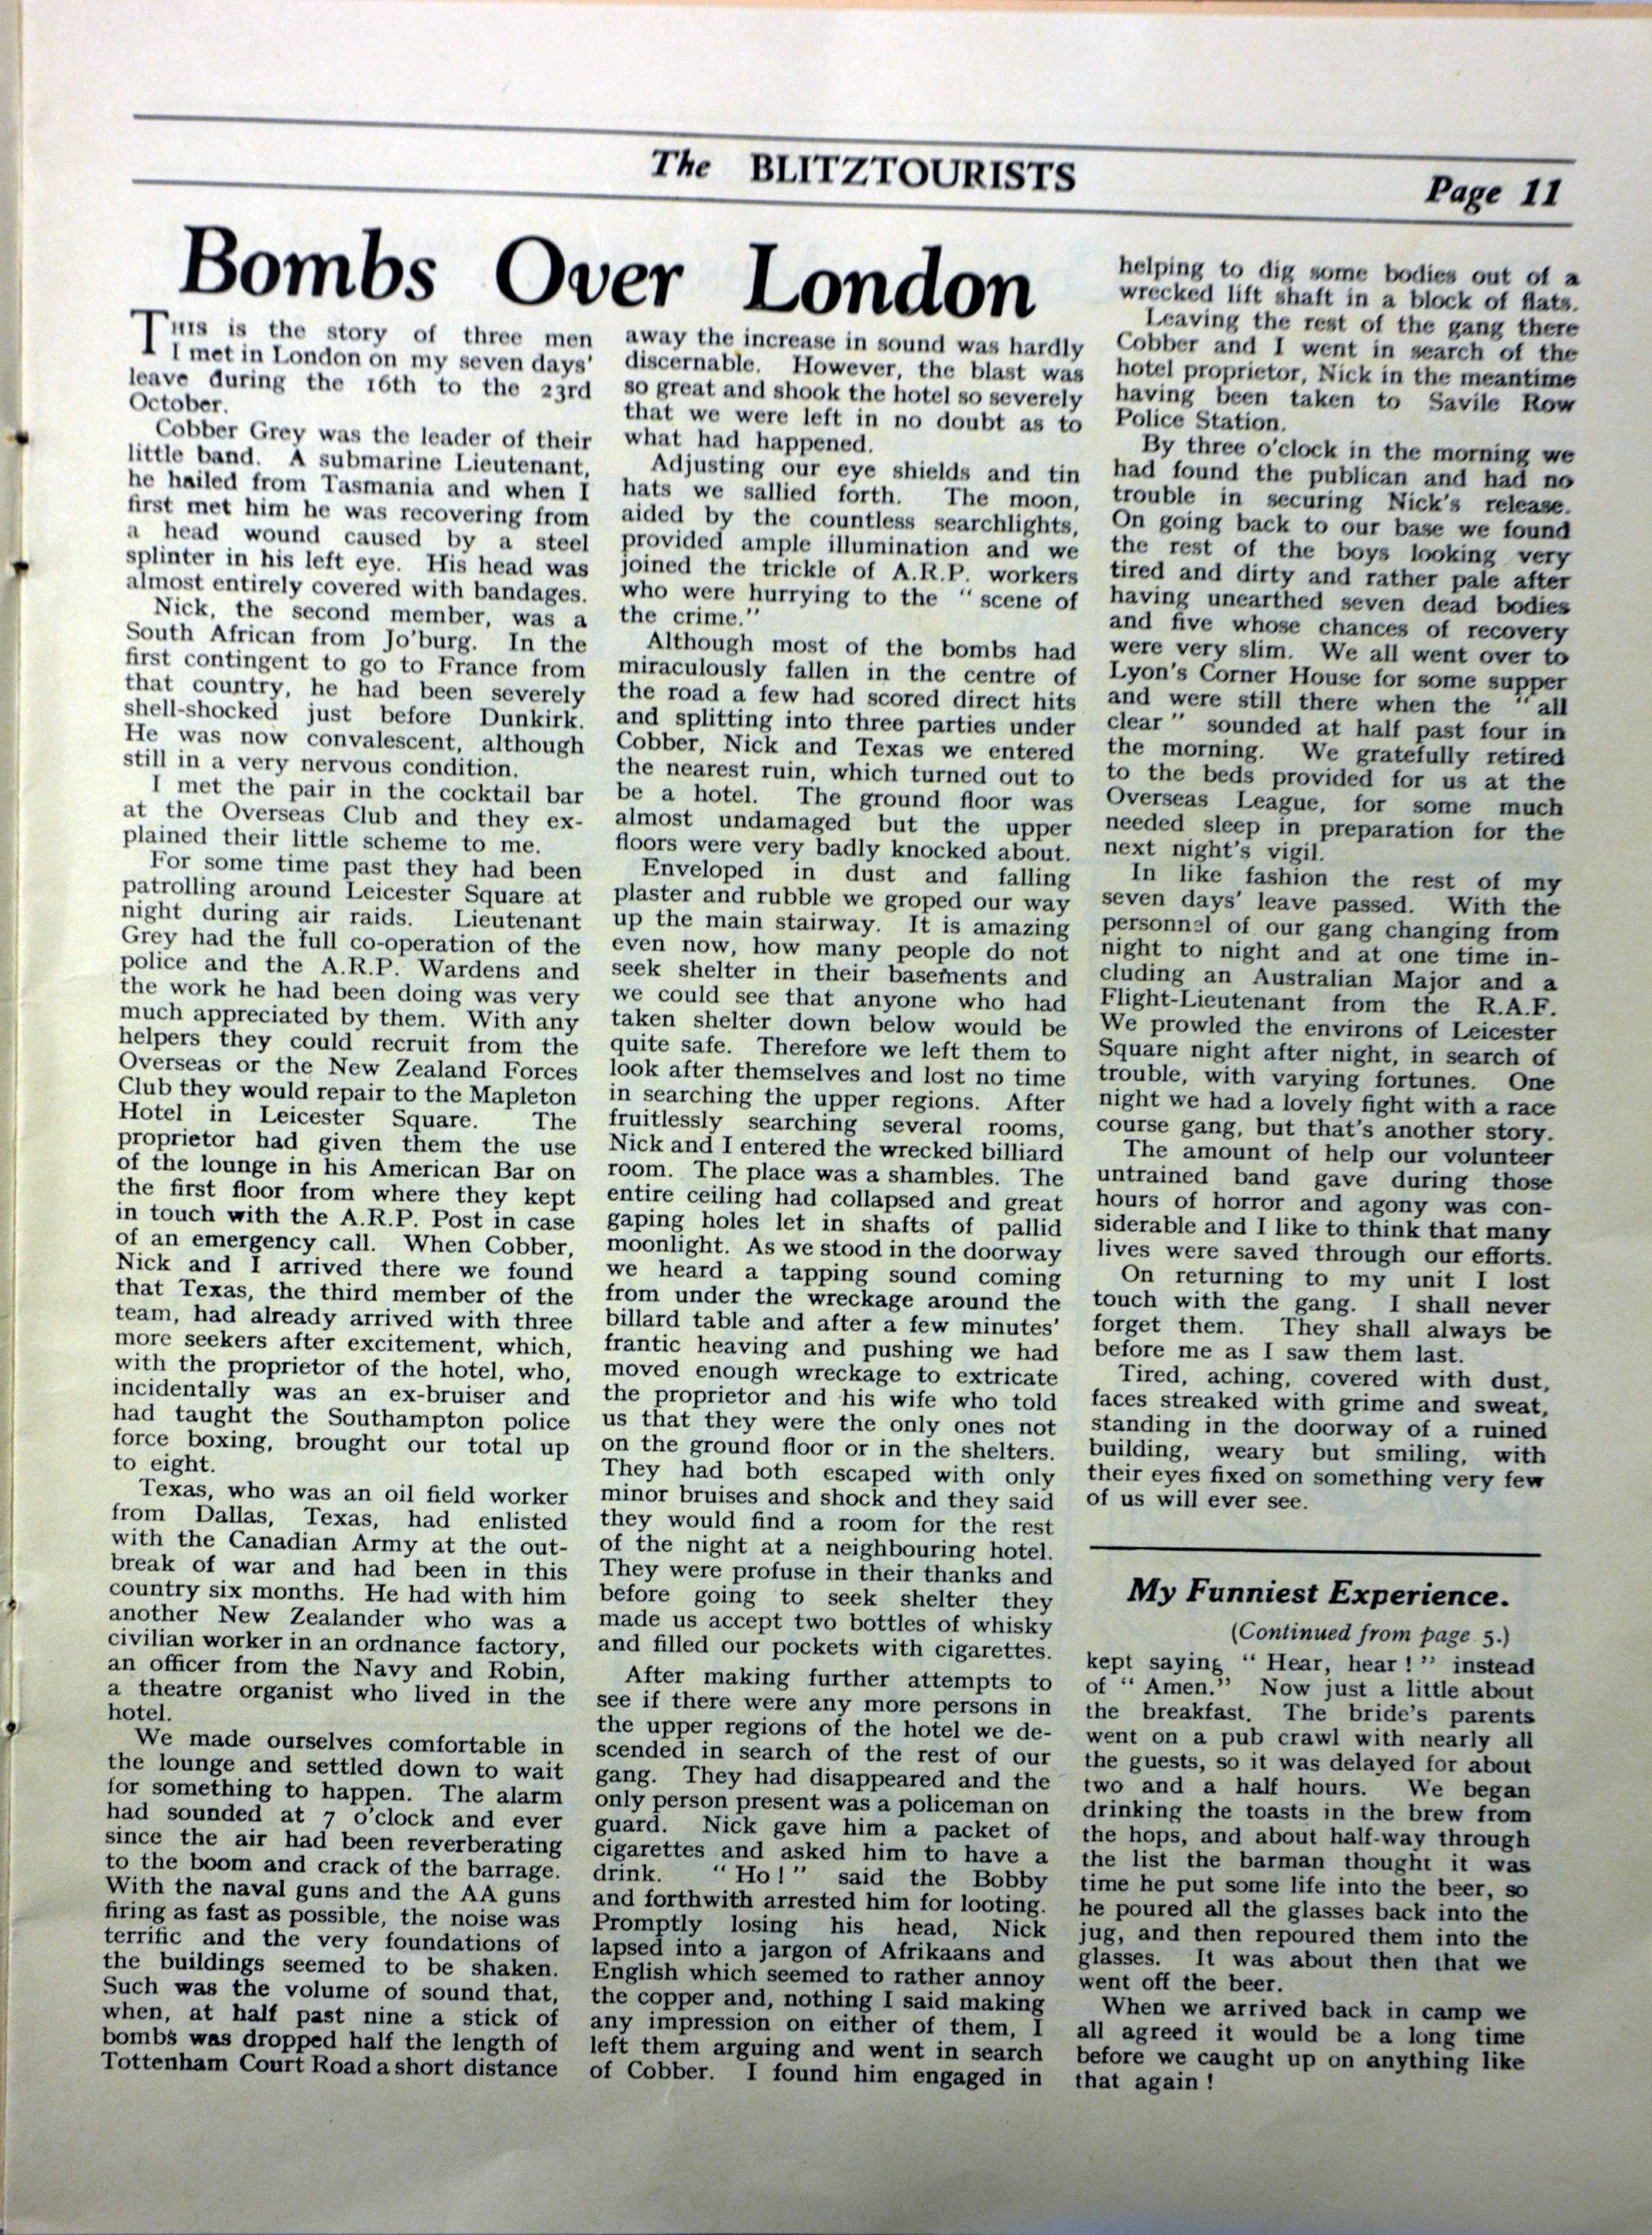 The BLITZTOURISTS
Page 11
Bombs Over London
This is the story of three men
I met in London on my seven days'
leave during the 16th to the 23rd
October.
Cobber Grey was the leader of their
little band. A submarine Lieutenant,
he hailed from Tasmania and when I
first met him he was recovering from
a head wound caused by a steel
splinter in his left eye. His head was
almost entirely covered with bandages.
Nick, the second member, was a
South African from Jo'burg. In the
first contingent to go to France from
that country, he had been severely
shell-shocked just before Dunkirk.
He was now convalescent, although
still in a very nervous condition.
I met the pair in the cocktail bar
at the Overseas Club and they ex-
plained their little scheme to me.
For some time past they had been
patrolling around Leicester Square at
night during air raids. Lieutenant
Grey had the full co-operation of the
police and the A.R.P. Wardens and
the work he had been doing was very
much appreciated by them. With any
helpers they could recruit from the
Overseas or the New Zealand Forces
Club they would repair to the Mapleton
Hotel in Leicester Square. The
proprietor had given them the use
of the lounge in his American Bar on
the first floor from where they kept
in touch with the A.R.P. Post in case
of an emergency call. When Cobber,
Nick and I arrived there we found
that Texas, the third member of the
team, had already arrived with three
more seekers after excitement, which,
with the proprietor of the hotel, who,
incidentally was an ex-bruiser and
had taught the Southampton police
force boxing, brought our total up
to eight.
Texas, who was an oil field worker
from Dallas, Texas, had enlisted
with the Canadian Army at the out-
break of war and had been in this
country six months. He had with him
another New Zealander who was a
civilian worker in an ordnance factory,
an officer from the Navy and Robin,
a theatre organist who lived in the
hotel.
We made ourselves comfortable in
the lounge and settled down to wait
for something to happen. The alarm
had sounded at 7 o'clock and ever
since the air had been reverberating
to the boom and crack of the barrage.
With the naval guns and the AA guns
firing as fast as possible, the noise was
terrific and the very foundations of
the buildings seemed to be shaken.
Such was the volume of sound that,
when, at half past nine a stick of
bombs was dropped half the length of
Tottenham Court Road a short distance
away the increase in sound was hardly
discernable. However, the blast was
so great and shook the hotel so severely
that we were left in no doubt as to
what had happened.
Adjusting our eye shields and tin
hats we sallied forth. The moon,
aided by the countless searchlights,
provided ample illumination and we
joined the trickle of A.R.P. workers
who were hurrying to the " scene of
the crime."
Although most of the bombs had
miraculously fallen in the centre of
the road a few had scored direct hits
and splitting into three parties under
Cobber, Nick and Texas we entered
the nearest ruin, which turned out to
be a hotel. The ground floor was
almost undamaged but the upper
floors were very badly knocked about.
Enveloped in dust and falling
plaster and rubble we groped our way
up the main stairway. It is amazing
even now, how many people do not
seek shelter in their basements and
we could see that anyone who had
taken shelter down below would be
quite safe. Therefore we left them to
look after themselves and lost no time
in searching the upper regions. After
fruitlessly searching several rooms,
Nick and I entered the wrecked billiard
room. The place was a shambles. The
entire ceiling had collapsed and great
gaping holes let in shafts of pallid
moonlight. As we stood in the doorway
we heard a tapping sound coming
from under the wreckage around the
billard table and after a few minutes'
frantic heaving and pushing we had
moved enough wreckage to extricate
the proprietor and his wife who told
us that they were the only ones not
on the ground floor or in the shelters.
They had both escaped with only
minor bruises and shock and they said
they would find a room for the rest
of the night at a neighbouring hotel.
They were profuse in their thanks and
before going to seek shelter they
made us accept two bottles of whisky
and filled our pockets with cigarettes.
After making further attempts to
see if there were any more persons in
the upper regions of the hotel we de-
scended in search of the rest of our
gang. They had disappeared and the
only person present was a policeman on
guard. Nick gave him a packet of
cigarettes and asked him to have a
drink. " Ho ! " said the Bobby
and forthwith arrested him for looting.
Promptly losing his head, Nick
lapsed into a jargon of Afrikaans and
English which seemed to rather annoy
the copper and, nothing I said making
any impression on either of them, I
left them arguing and went in search
of Cobber. I found him engaged in
helping to dig some bodies out of a
wrecked lift shaft in a block of flats.
Leaving the rest of the gang there
Cobber and I went in search of the
hotel proprietor, Nick in the meantime
having been taken to Savile Row
Police Station.
By three o'clock in the morning we
had found the publican and had no
trouble in securing Nick's release.
On going back to our base we found
the rest of the boys looking very
tired and dirty and rather pale after
having unearthed seven dead bodies
and five whose chances of recovery
were very slim. We all went over to
Lyon's Corner House for some supper
and were still there when the " all
clear " sounded at half past four in
the morning. We gratefully retired
to the beds provided for us at the
Overseas League, for some much
needed sleep in preparation for the
next night's vigil.
In like fashion the rest of my
seven days' leave passed. With the
personnel of our gang changing from
night to night and at one time in-
cluding an Australian Major and a
Flight-Lieutenant from the R.A.F.
We prowled the environs of Leicester
Square night after night, in search of
trouble, with varying fortunes. One
night we had a lovely fight with a race
course gang, but that's another story.
The amount of help our volunteer
untrained band gave during those
hours of horror and agony was con-
siderable and I like to think that many
lives were saved through our efforts.
On returning to my unit I lost
touch with the gang. I shall never
forget them. They shall always be
before me as I saw them last.
Tired, aching, covered with dust,
faces streaked with grime and sweat,
standing in the doorway of a ruined
building, weary but smiling, with
their eyes fixed on something very few
of us will ever see.
My Funniest Experience.
(Continued from page 5.)
kept saying " Hear, hear ! " instead
of " Amen." Now just a little about
the breakfast. The bride's parents
went on a pub crawl with nearly all
the guests, so it was delayed for about
two and a half hours. We began
drinking the toasts in the brew from
the hops, and about half-way through
the list the barman thought it was
time he put some life into the beer, so
he poured all the glasses back into the
jug, and then repoured them into the
glasses. It was about then that we
went off the beer.
When we arrived back in camp we
all agreed it would be a long time
before we caught up on anything like
that again !